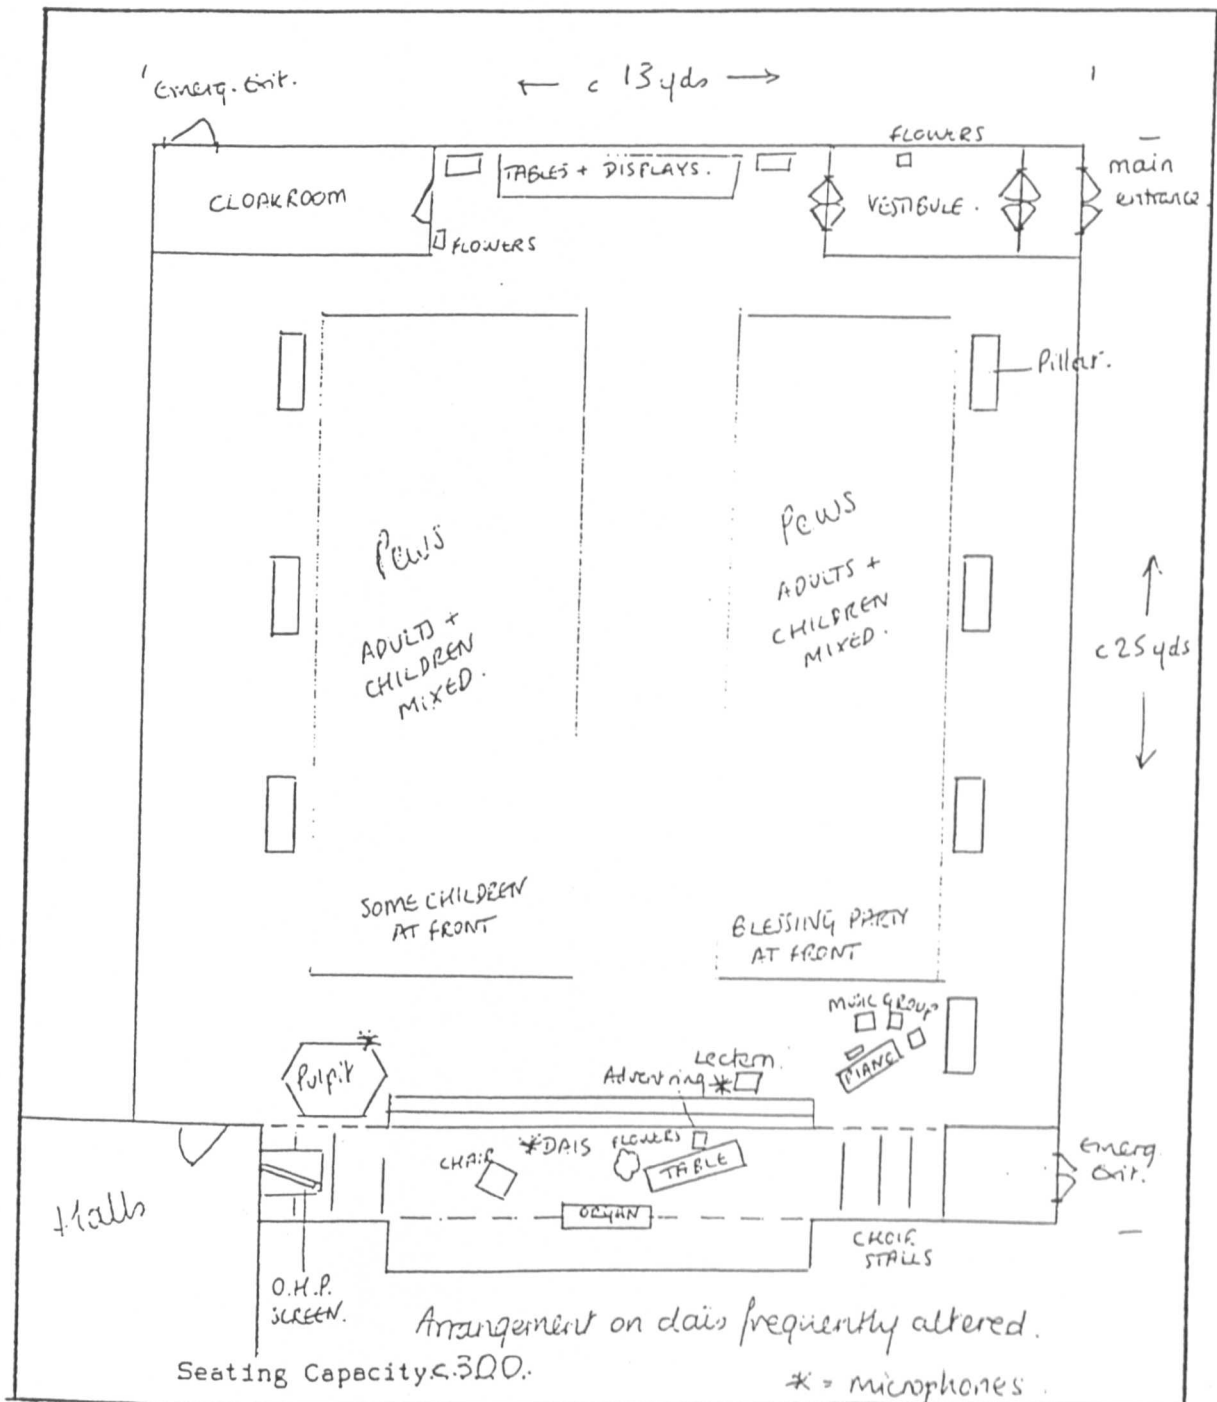 Emerg. Exit.
← c 13 yds →
FLOWERS
main
entrance.
CLOAKROOM
TABLES + DISPLAYS.
VESTIBULE.
FLOWERS
Pillar.
Pews
ADULTS +
CHILDREN
MIXED.
Pews
ADULTS +
CHILDREN
MIXED.
c 25 yds
SOME CHILDREN
AT FRONT
BLESSING PARTY
AT FRONT
MUSIC GROUP
PIANO
Pulpit
*
Lectern
Advent ring *
*DAIS
FLOWERS
CHAIR
TABLE
ORGAN
Emerg
Exit.
Halls
CHOIR
STALLS
O.H.P.
SCREEN.
Arrangement on dais frequently altered.
Seating Capacity c.300.
* = microphones.